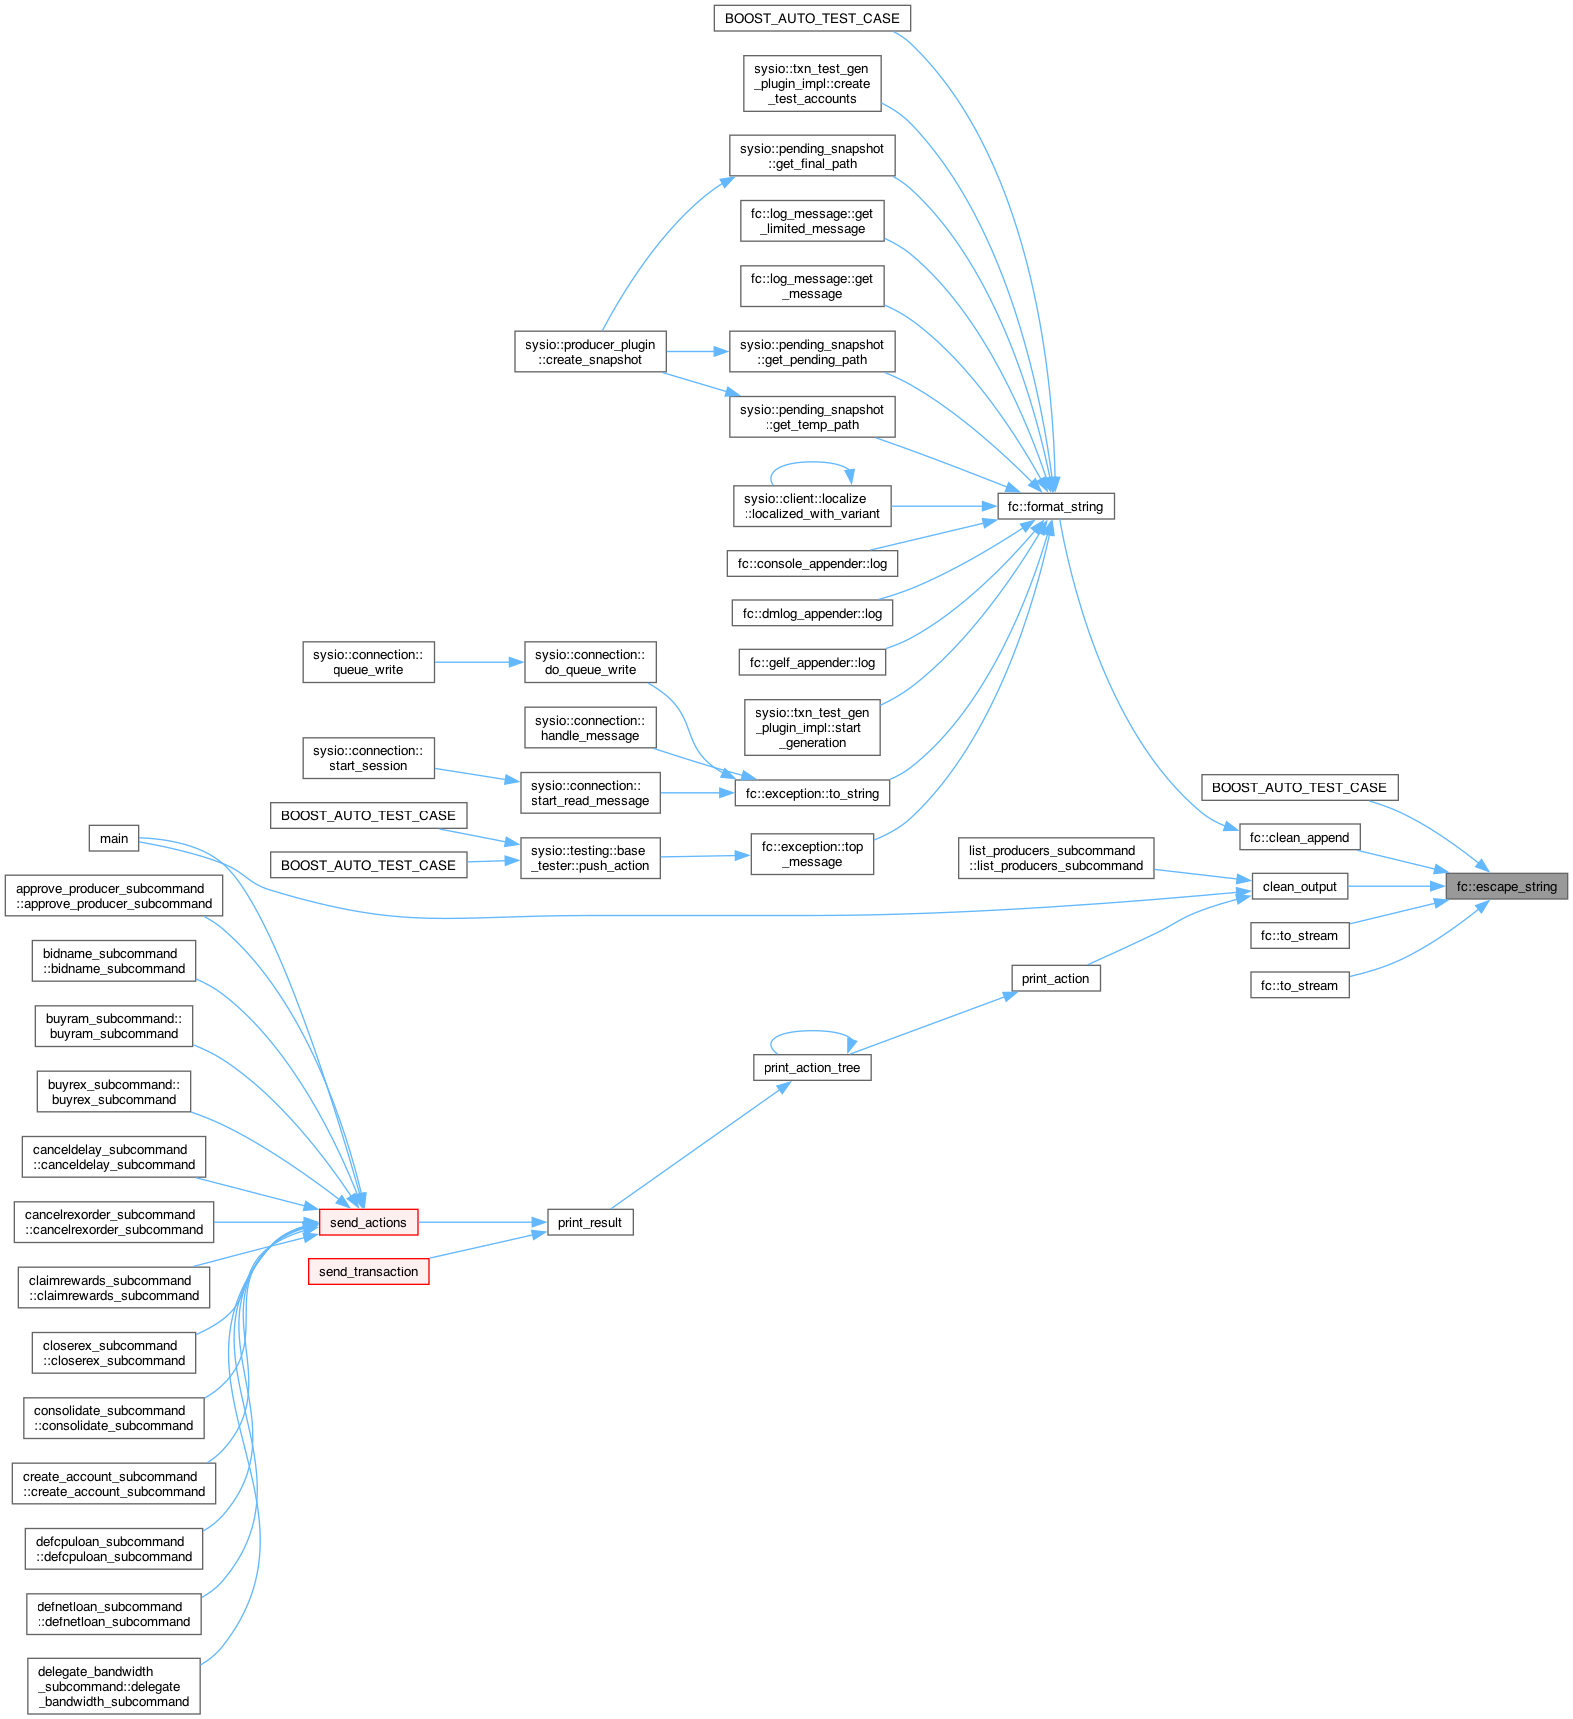 BOOST_AUTO_TEST_CASE
sysio::txn_test_gen
_plugin_impl::create
_test_accounts
sysio::pending_snapshot
::get_final_path
fc::log_message::get
_limited_message
fc::log_message::get
_message
sysio::producer_plugin
::create_snapshot
sysio::pending_snapshot
::get_pending_path
sysio::pending_snapshot
::get_temp_path
sysio::client::localize
::localized_with_variant
fc::format_string
fc::console_appender::log
fc::dmlog_appender::log
fc::gelf_appender::log
sysio::connection::
queue_write
sysio::connection::
do_queue_write
sysio::txn_test_gen
_plugin_impl::start
_generation
sysio::connection::
handle_message
sysio::connection::
start_session
sysio::connection::
start_read_message
fc::exception::to_string
BOOST_AUTO_TEST_CASE
BOOST_AUTO_TEST_CASE
main
BOOST_AUTO_TEST_CASE
sysio::testing::base
_tester::push_action
fc::exception::top
_message
list_producers_subcommand
::list_producers_subcommand
fc::clean_append
clean_output
fc::escape_string
fc::to_stream
fc::to_stream
approve_producer_subcommand
::approve_producer_subcommand
bidname_subcommand
::bidname_subcommand
print_action
buyram_subcommand::
buyram_subcommand
print_action_tree
buyrex_subcommand::
buyrex_subcommand
canceldelay_subcommand
::canceldelay_subcommand
cancelrexorder_subcommand
::cancelrexorder_subcommand
send_actions
print_result
send_transaction
claimrewards_subcommand
::claimrewards_subcommand
closerex_subcommand
::closerex_subcommand
consolidate_subcommand
::consolidate_subcommand
create_account_subcommand
::create_account_subcommand
defcpuloan_subcommand
::defcpuloan_subcommand
defnetloan_subcommand
::defnetloan_subcommand
delegate_bandwidth
_subcommand::delegate
_bandwidth_subcommand